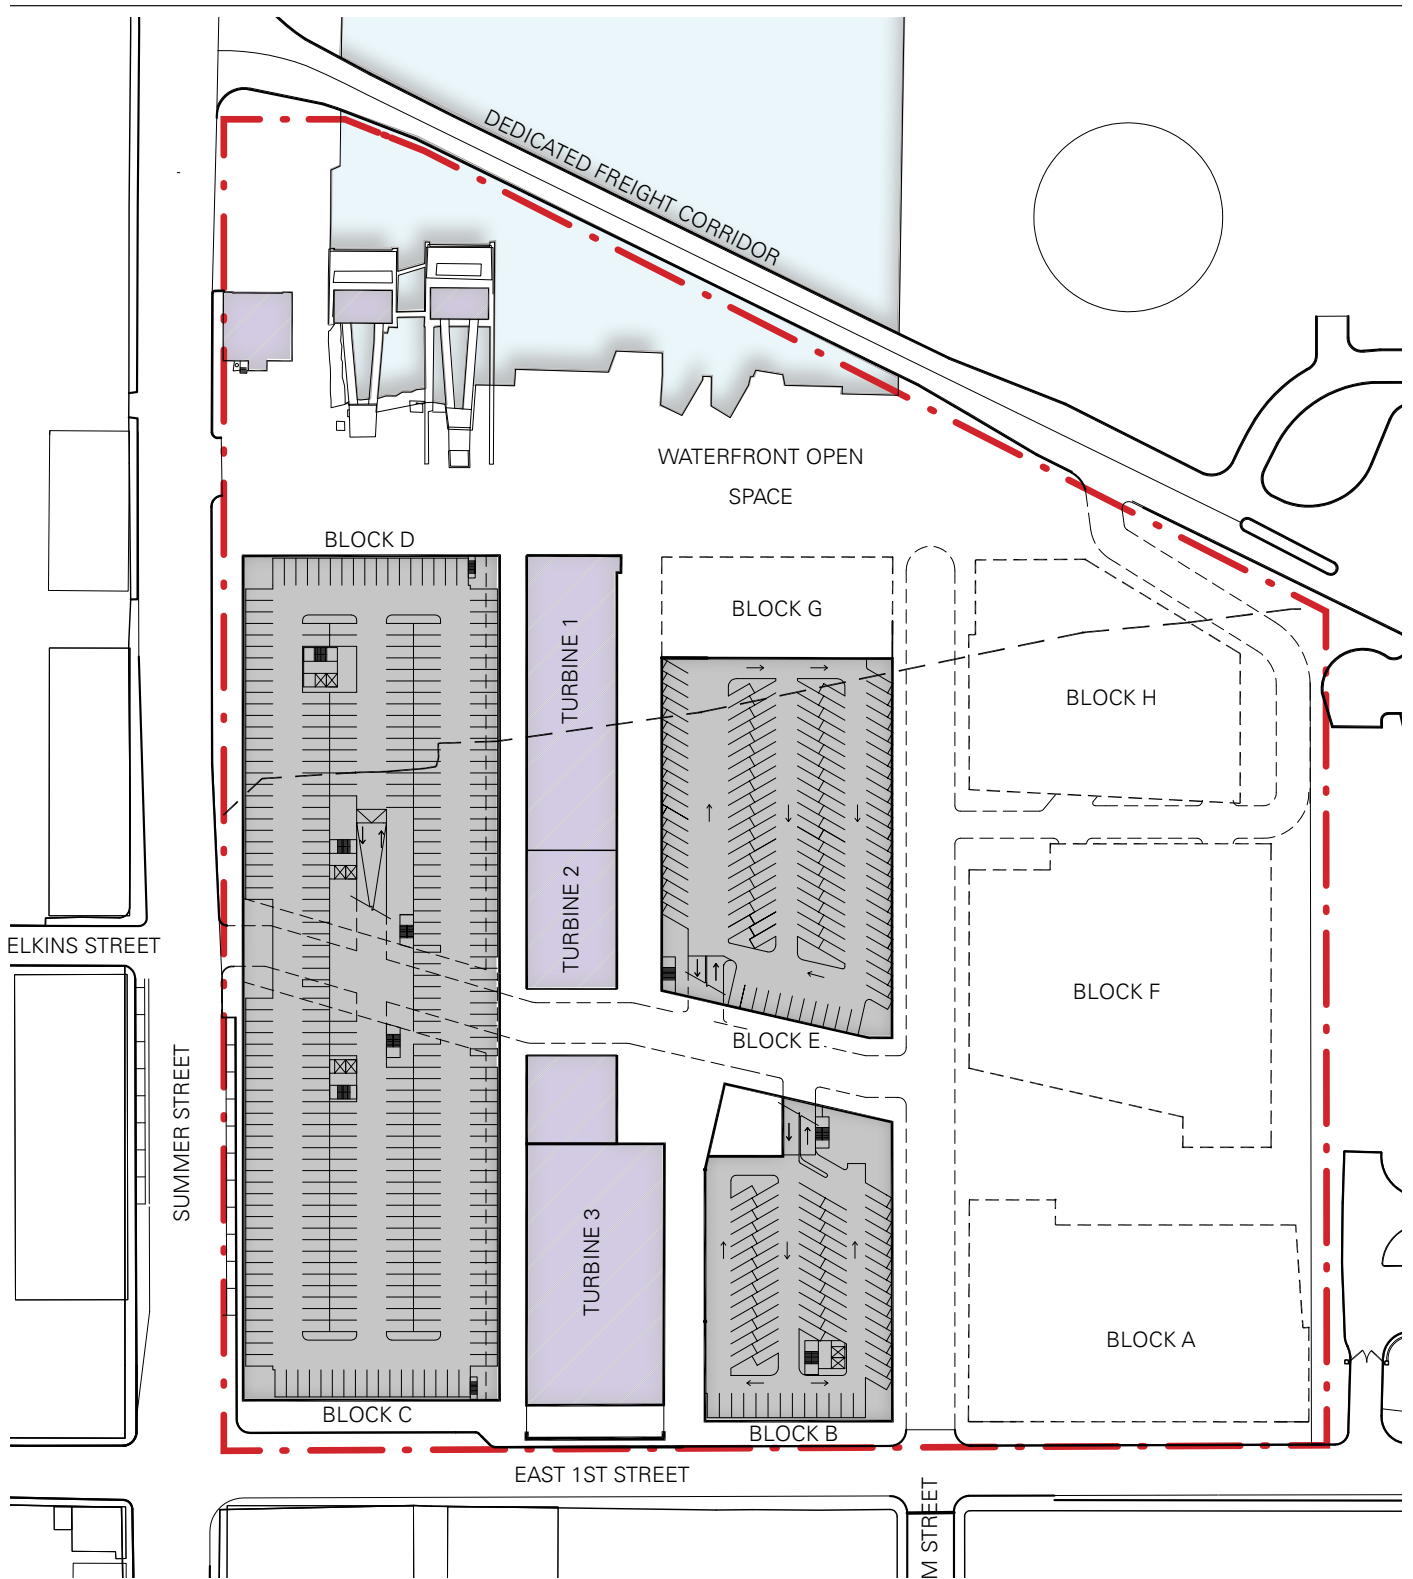 DEDICATED FREIGHT CORRIDOR
WATERFRONT OPEN
SPACE
BLOCK D
BLOCK G
TURBINE 1
BLOCK H
TURBINE 2
ELKINS STREET
BLOCK F
BLOCK E
SUMMER STREET
TURBINE 3
BLOCK A
BLOCK C
BLOCK B
EAST 1ST STREET
M STREET